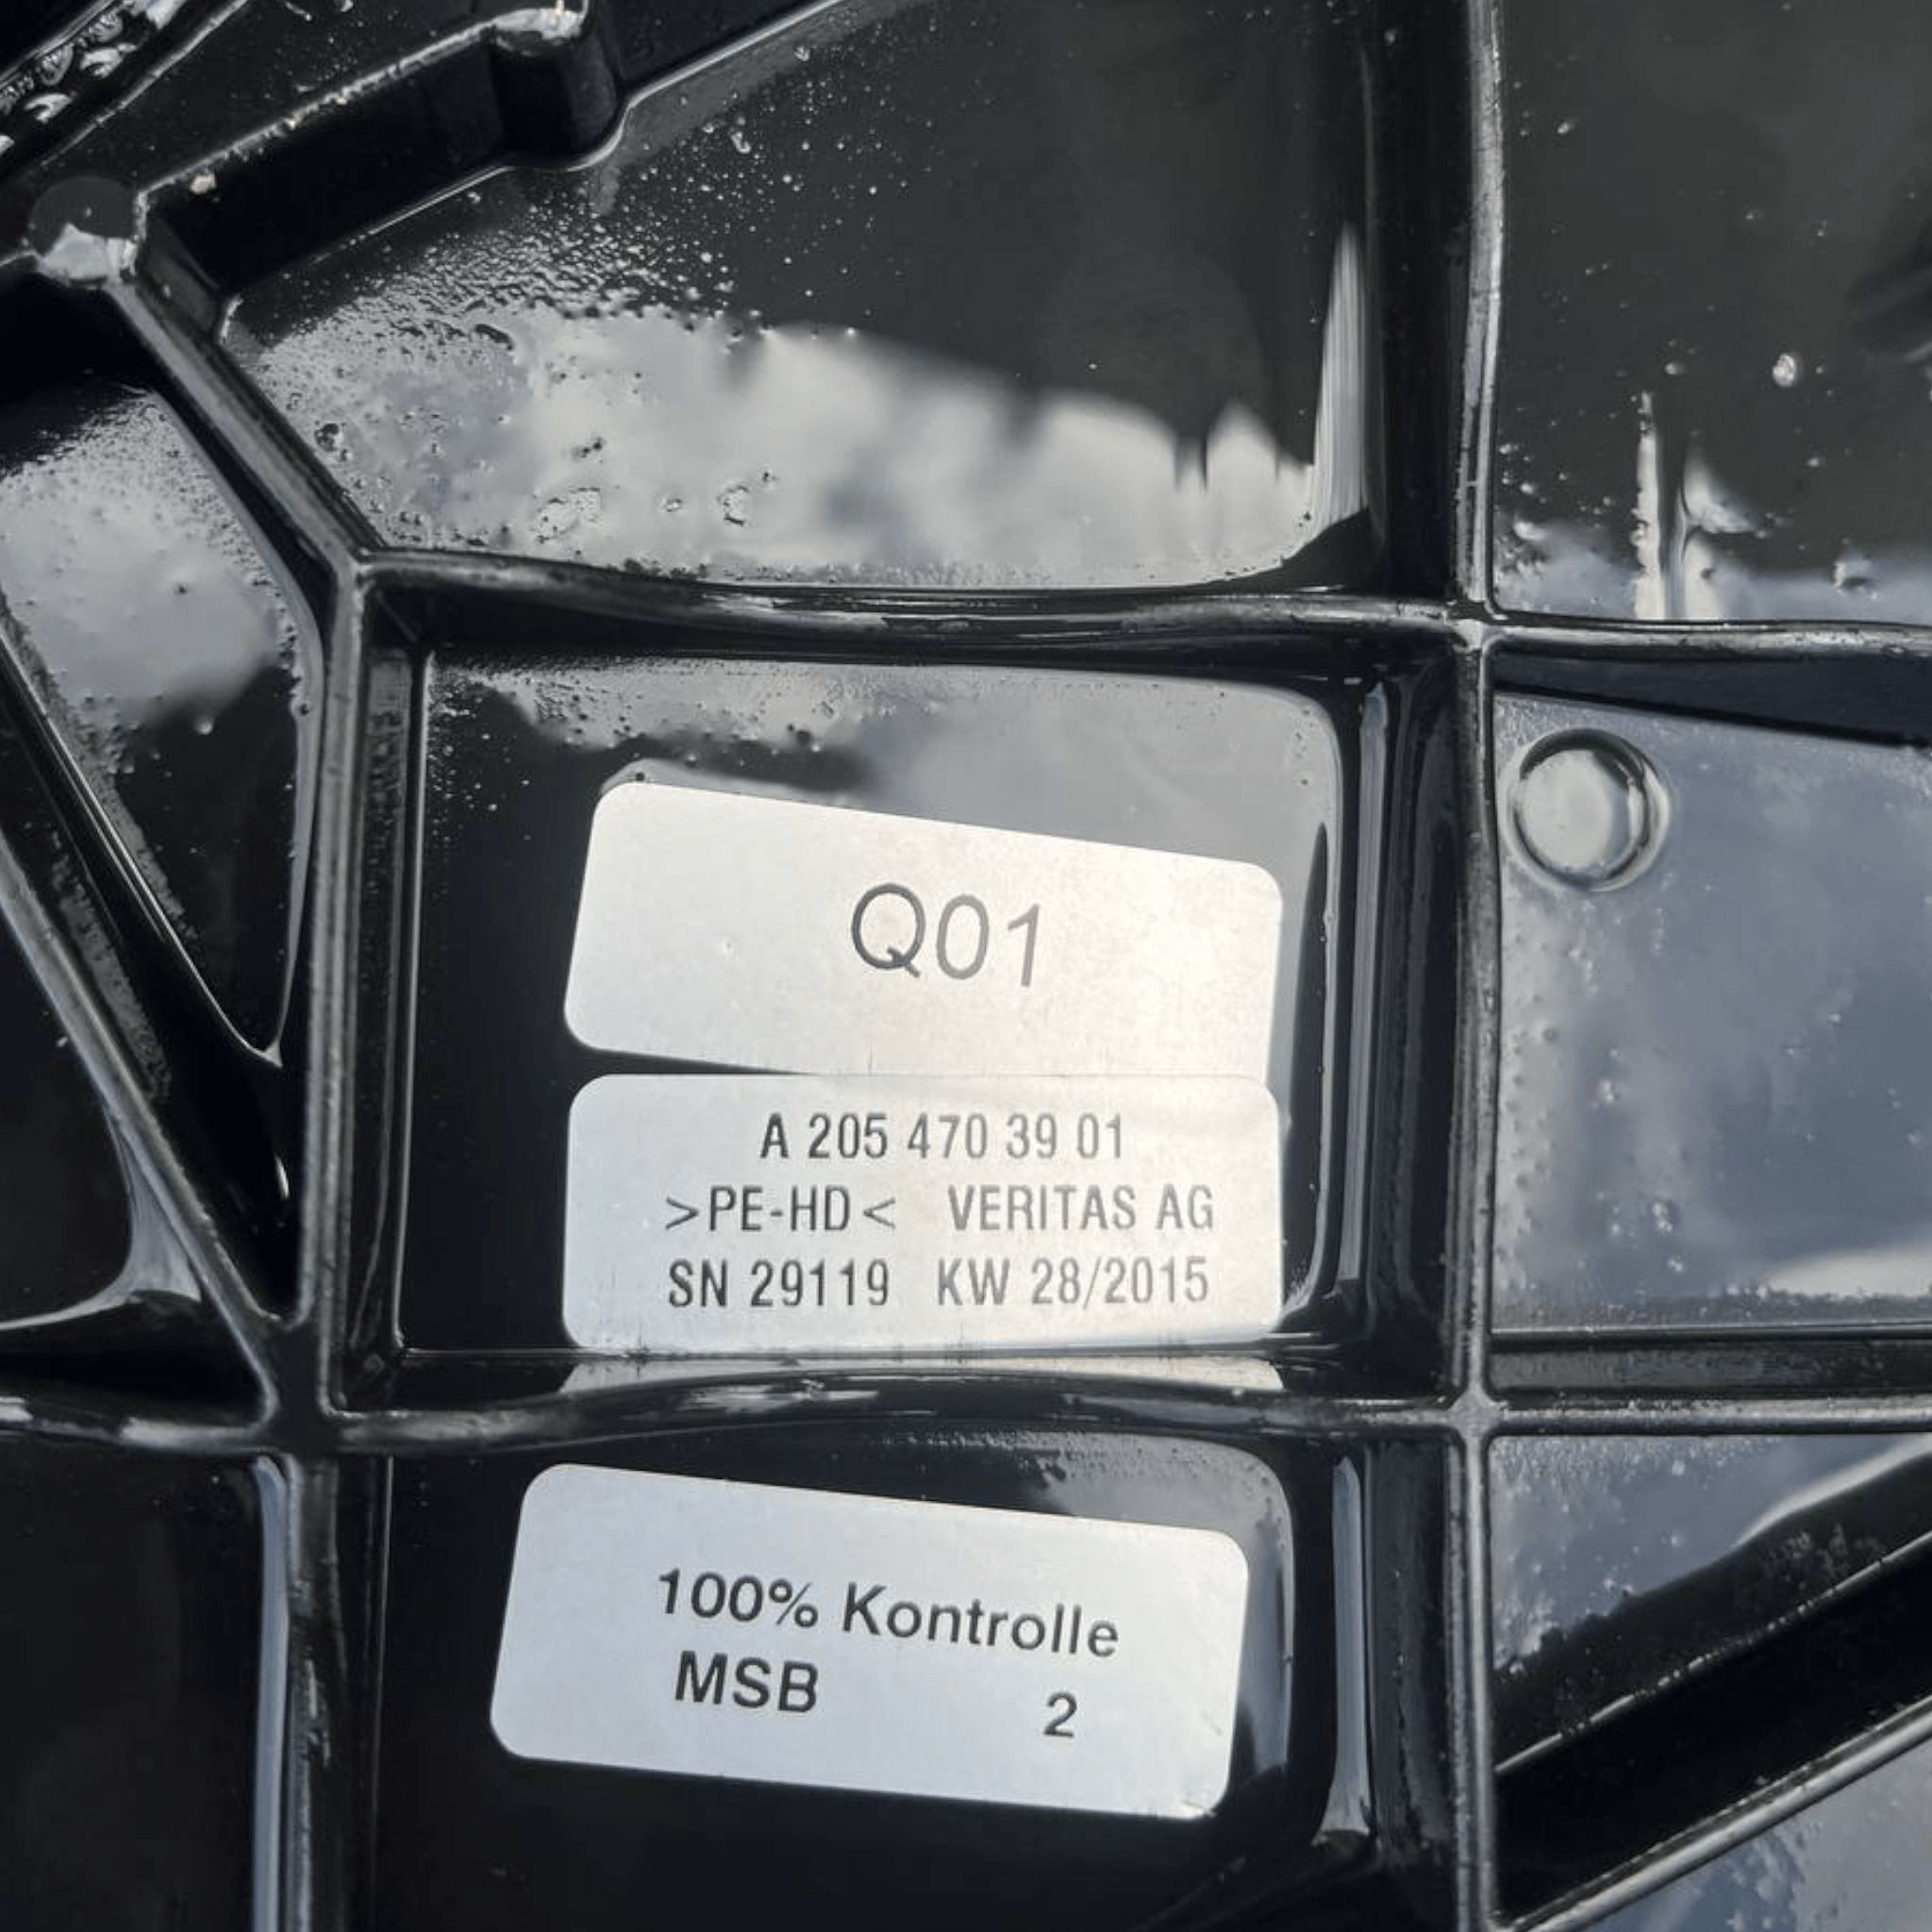 Q01
A 205 470 39 01
>PE-HD< VERITAS AG
SN 29119 KW 28/2015
100% Kontrolle
MSB 2